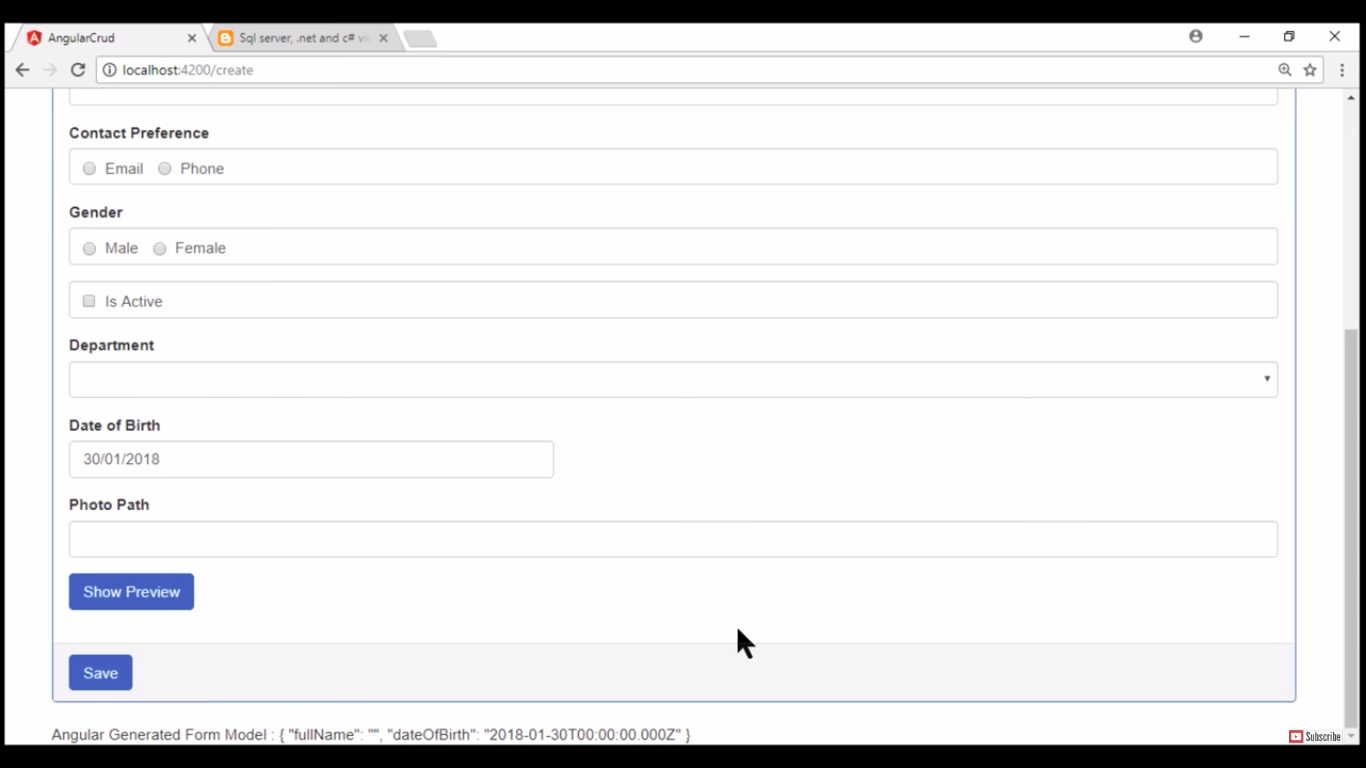 AngularCrud
Sql server, .net and c# vi
localhost:4200/create
Contact Preference
Email Phone
Gender
Male Female
Is Active
Department
Date of Birth
30/01/2018
Photo Path
Show Preview
Save
Angular Generated Form Model : { "fullName": "", "dateOfBirth": "2018-01-30T00:00:00.000Z" }
Subscribe